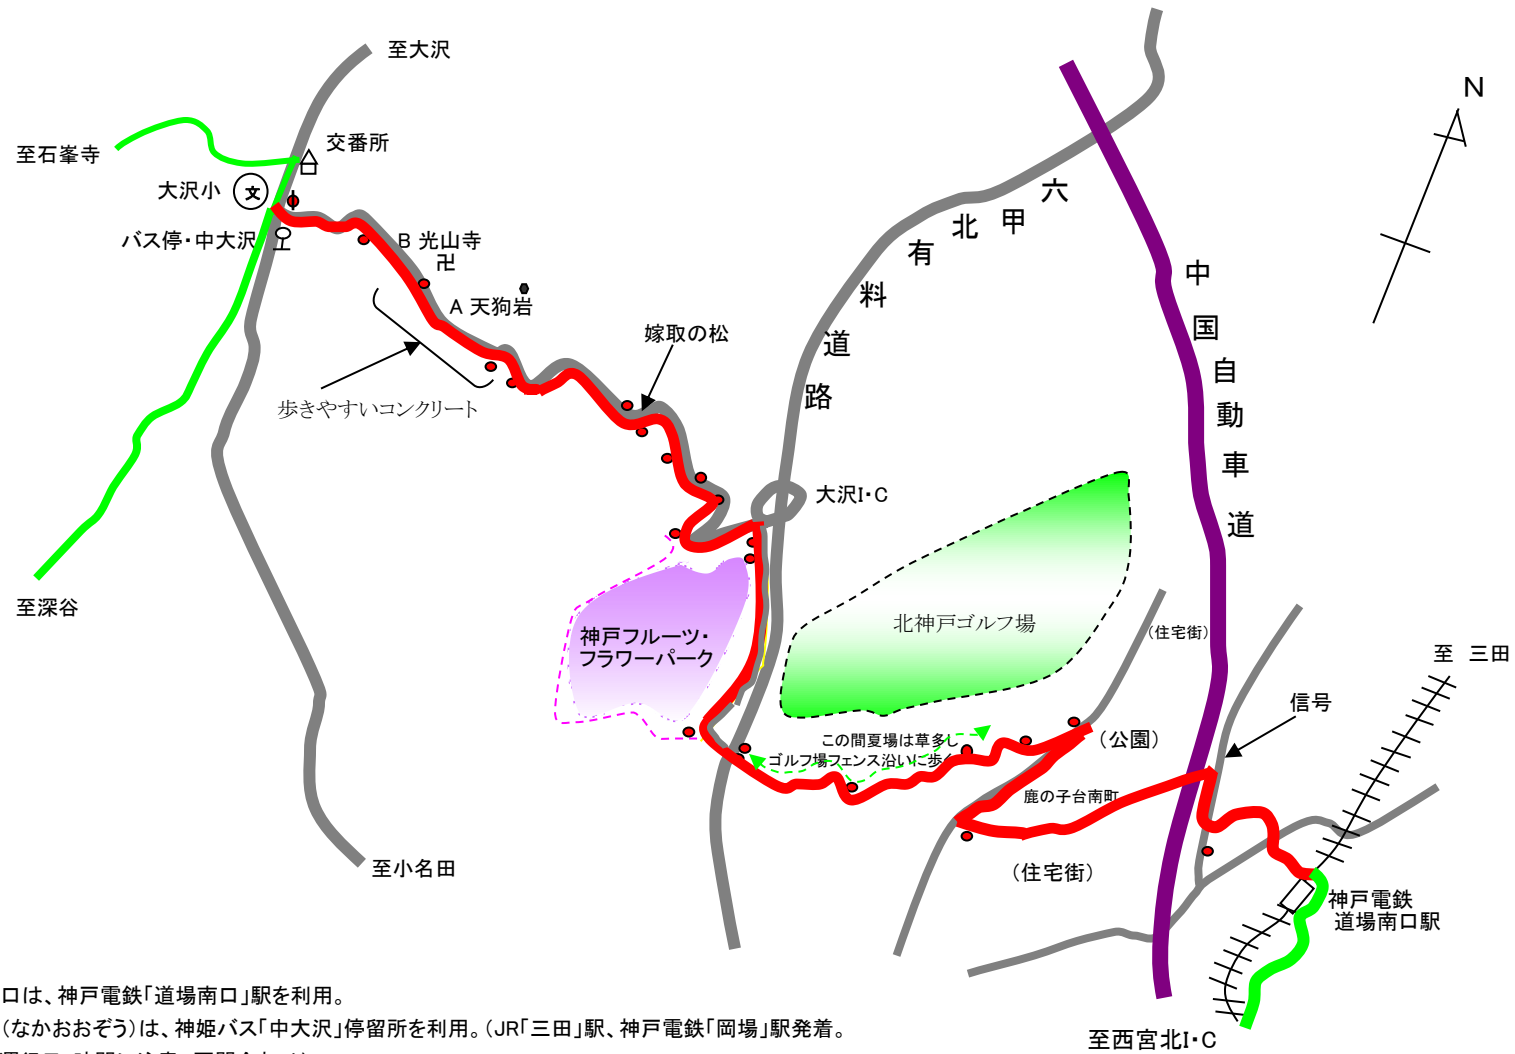 至大沢
N
交番所
至石峯寺
大沢小
文
バス停・中大沢
B 光山寺
卍
A 天狗岩
嫁取の松
歩きやすいコンクリート
六甲北有料道路
中国自動車道
大沢I・C
至深谷
北神戸ゴルフ場
神戸フルーツ・
フラワーパーク
(住宅街)
至 三田
信号
この間夏場は草多し
ゴルフ場フェンス沿いに歩く
(公園)
鹿の子台南町
(住宅街)
至小名田
神戸電鉄
道場南口駅
口は、神戸電鉄「道場南口」駅を利用。
(なかおおぞう)は、神姫バス「中大沢」停留所を利用。(JR「三田」駅、神戸電鉄「岡場」駅発着。
至西宮北I・C